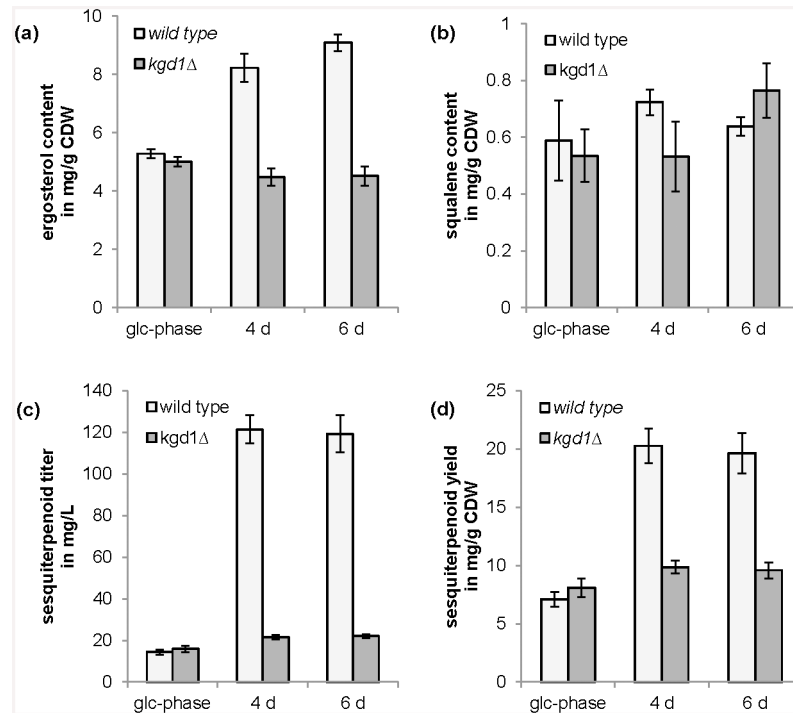 (a)
ergosterol content
in mg/g CDW
10
8
6
4
2
0
wild type
kgd1Δ
glc-phase 4 d 6 d
(b)
squalene content
in mg/g CDW
1
0.8
0.6
0.4
0.2
0
wild type
kgd1Δ
glc-phase 4 d 6 d
(c)
sesquiterpenoid titer
in mg/L
140
120
100
80
60
40
20
0
wild type
kgd1Δ
glc-phase 4 d 6 d
(d)
sesquiterpenoid yield
in mg/g CDW
25
20
15
10
5
0
wild type
kgd1Δ
glc-phase 4 d 6 d